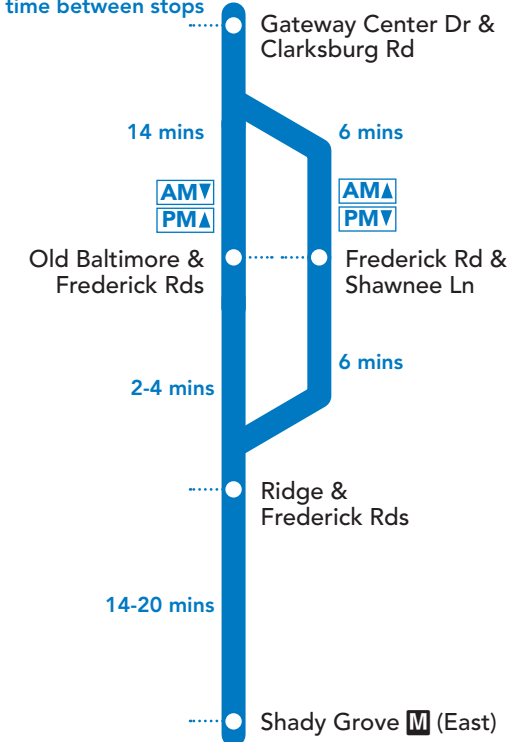 time between stops
Gateway Center Dr &
Clarksburg Rd
14 mins
6 mins
AM▼
PM▲
AM▲
PM▼
Old Baltimore &
Frederick Rds
Frederick Rd &
Shawnee Ln
6 mins
2-4 mins
Ridge &
Frederick Rds
14-20 mins
Shady Grove M (East)